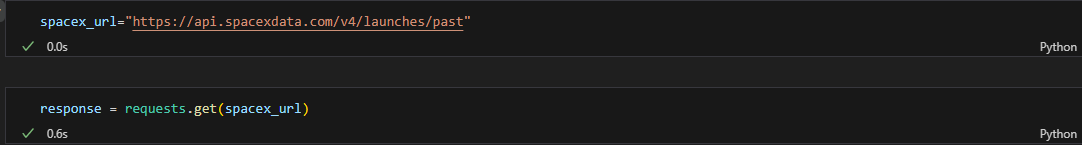 spacex_url="https://api.spacexdata.com/v4/launches/past"
0.0s
Python
response = requests.get(spacex_url)
0.6s
Python